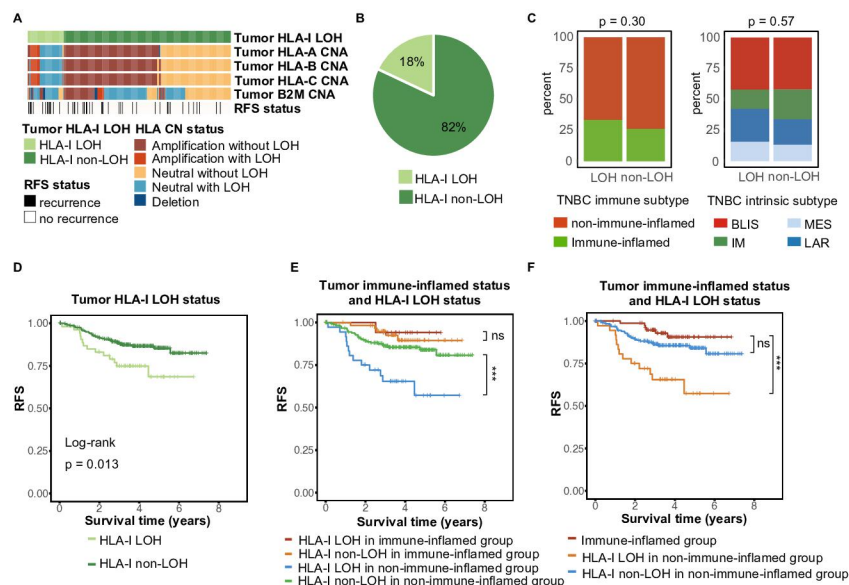 A
Tumor HLA-I LOH
Tumor HLA-A CNA
Tumor HLA-B CNA
Tumor HLA-C CNA
Tumor B2M CNA
RFS status
Tumor HLA-I LOH
HLA-I LOH
HLA-I non-LOH
RFS status
recurrence
no recurrence
HLA CN status
Amplification without LOH
Amplification with LOH
Neutral without LOH
Neutral with LOH
Deletion
B
18%
82%
HLA-I LOH
HLA-I non-LOH
C
p = 0.30
100
75
50
25
0
percent
LOH non-LOH
TNBC immune subtype
non-immune-inflamed
Immune-inflamed
p = 0.57
100
75
50
25
0
percent
LOH non-LOH
TNBC intrinsic subtype
BLIS
IM
MES
LAR
D
Tumor HLA-I LOH status
1.00
0.75
0.50
0.25
0.00
RFS
Log-rank
p = 0.013
0 2 4 6 8
Survival time (years)
HLA-I LOH
HLA-I non-LOH
E
Tumor immune-inflamed status
and HLA-I LOH status
1.00
0.75
0.50
0.25
0.00
RFS
ns
***
0 2 4 6 8
Survival time (years)
HLA-I LOH in immune-inflamed group
HLA-I non-LOH in immune-inflamed group
HLA-I LOH in non-immune-inflamed group
HLA-I non-LOH in non-immune-inflamed group
F
Tumor immune-inflamed status
and HLA-I LOH status
1.00
0.75
0.50
0.25
0.00
RFS
ns
***
0 2 4 6 8
Survival time (years)
Immune-inflamed group
HLA-I LOH in non-immune-inflamed group
HLA-I non-LOH in non-immune-inflamed group